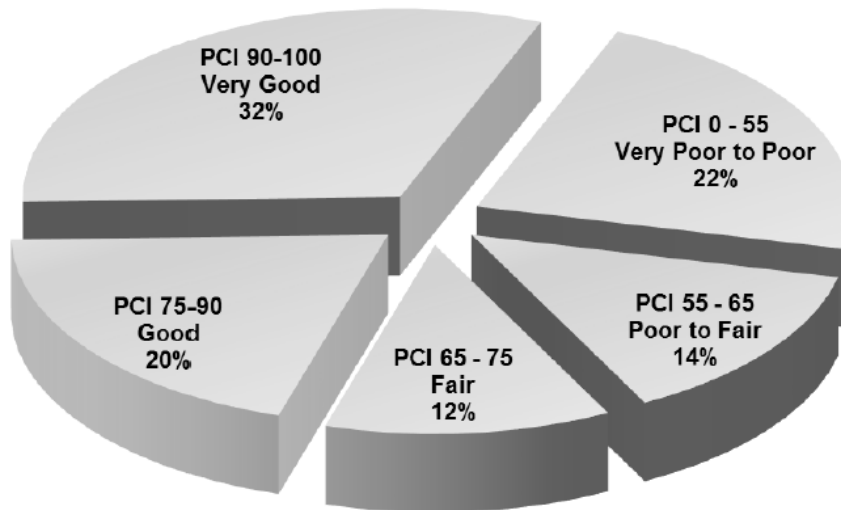 PCI 90-100
Very Good
32%
PCI 0 - 55
Very Poor to Poor
22%
PCI 75-90
Good
20%
PCI 65 - 75
Fair
12%
PCI 55 - 65
Poor to Fair
14%